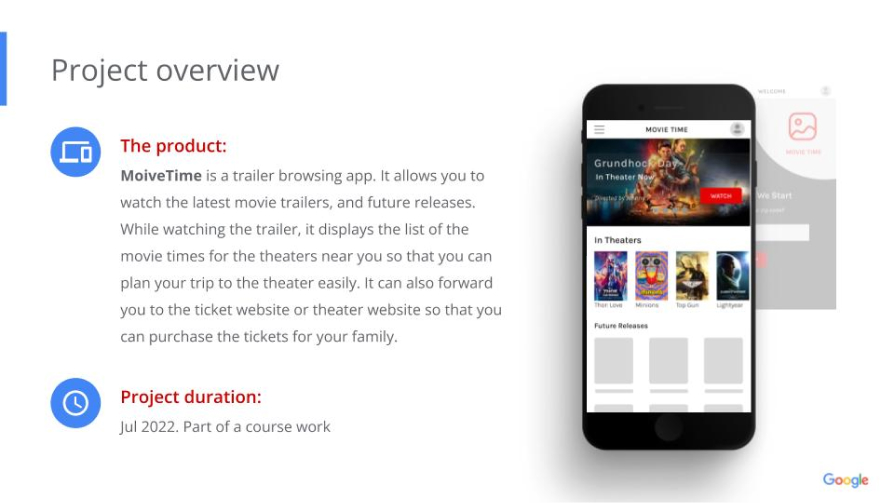 Project overview
The product:
MoiveTime is a trailer browsing app. It allows you to
watch the latest movie trailers, and future releases.
While watching the trailer, it displays the list of the
movie times for the theaters near you so that you can
plan your trip to the theater easily. It can also forward
you to the ticket website or theater website so that you
can purchase the tickets for your family.
Project duration:
Jul 2022. Part of a course work
MOVIE TIME
Grundhock Day
In Theater Now
Directed by
WATCH
In Theaters
Thor: Love
Minions
Top Gun
Lightyear
Future Releases
WELCOME
MOVIE TIME
We Start
Google